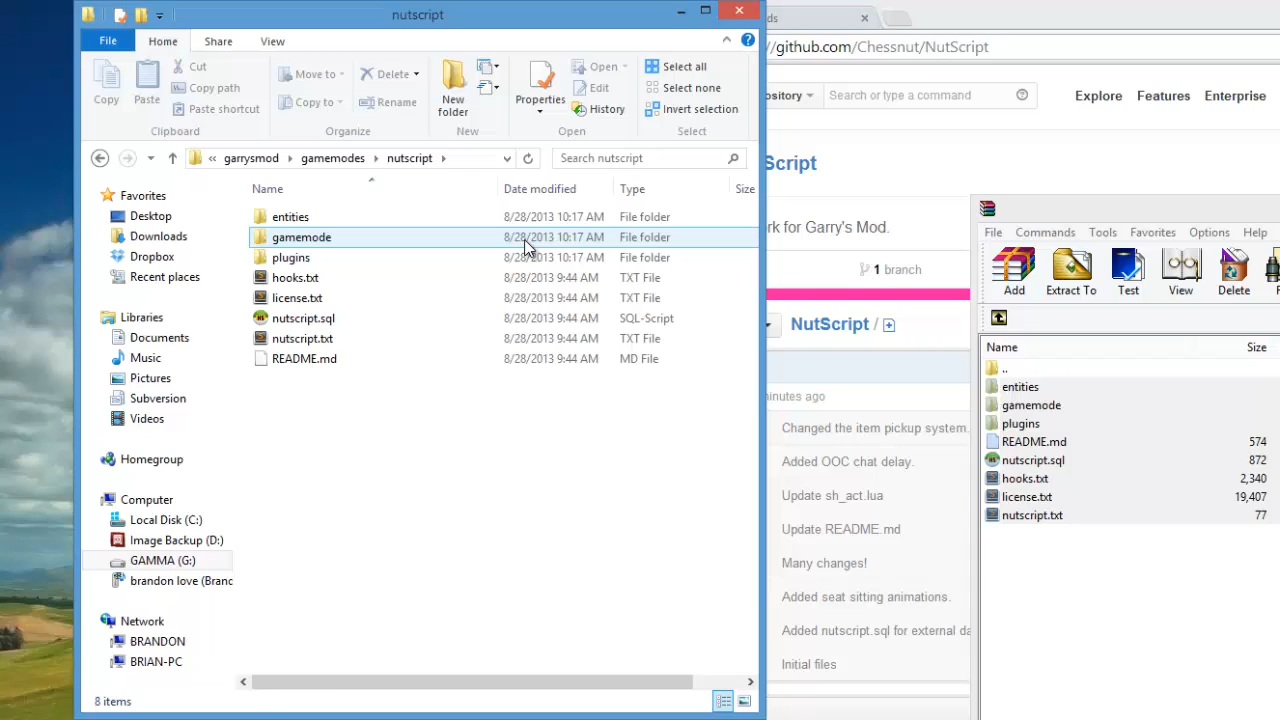 nutscript
File
Home
Share
View
Copy
Paste
Cut
Copy path
Paste shortcut
Clipboard
Move to
Copy to
Delete
Rename
Organize
New
folder
New
Properties
Open
Edit
History
Open
Select all
Select none
Invert selection
Select
« garrysmod gamemodes nutscript
Search nutscript
Name Date modified Type Size
entities 8/28/2013 10:17 AM File folder
gamemode 8/28/2013 10:17 AM File folder
plugins 8/28/2013 10:17 AM File folder
hooks.txt 8/28/2013 9:44 AM TXT File
license.txt 8/28/2013 9:44 AM TXT File
nutscript.sql 8/28/2013 9:44 AM SQL-Script
nutscript.txt 8/28/2013 9:44 AM TXT File
README.md 8/28/2013 9:44 AM MD File
Favorites
Desktop
Downloads
Dropbox
Recent places
Libraries
Documents
Music
Pictures
Subversion
Videos
Homegroup
Computer
Local Disk (C:)
Image Backup (D:)
GAMMA (G:)
brandon love (Branc
Network
BRANDON
BRIAN-PC
8 items
ds
//github.com/Chessnut/NutScript
pository
Search or type a command
Explore Features Enterprise
Script
rk for Garry's Mod.
1 branch
NutScript /
minutes ago
Changed the item pickup system.
Added OOC chat delay.
Update sh_act.lua
Update README.md
Many changes!
Added seat sitting animations.
Added nutscript.sql for external da
Initial files
File Commands Tools Favorites Options Help
Add Extract To Test View Delete F
Name Size
..
entities
gamemode
plugins
README.md 574
nutscript.sql 872
hooks.txt 2,340
license.txt 19,407
nutscript.txt 77